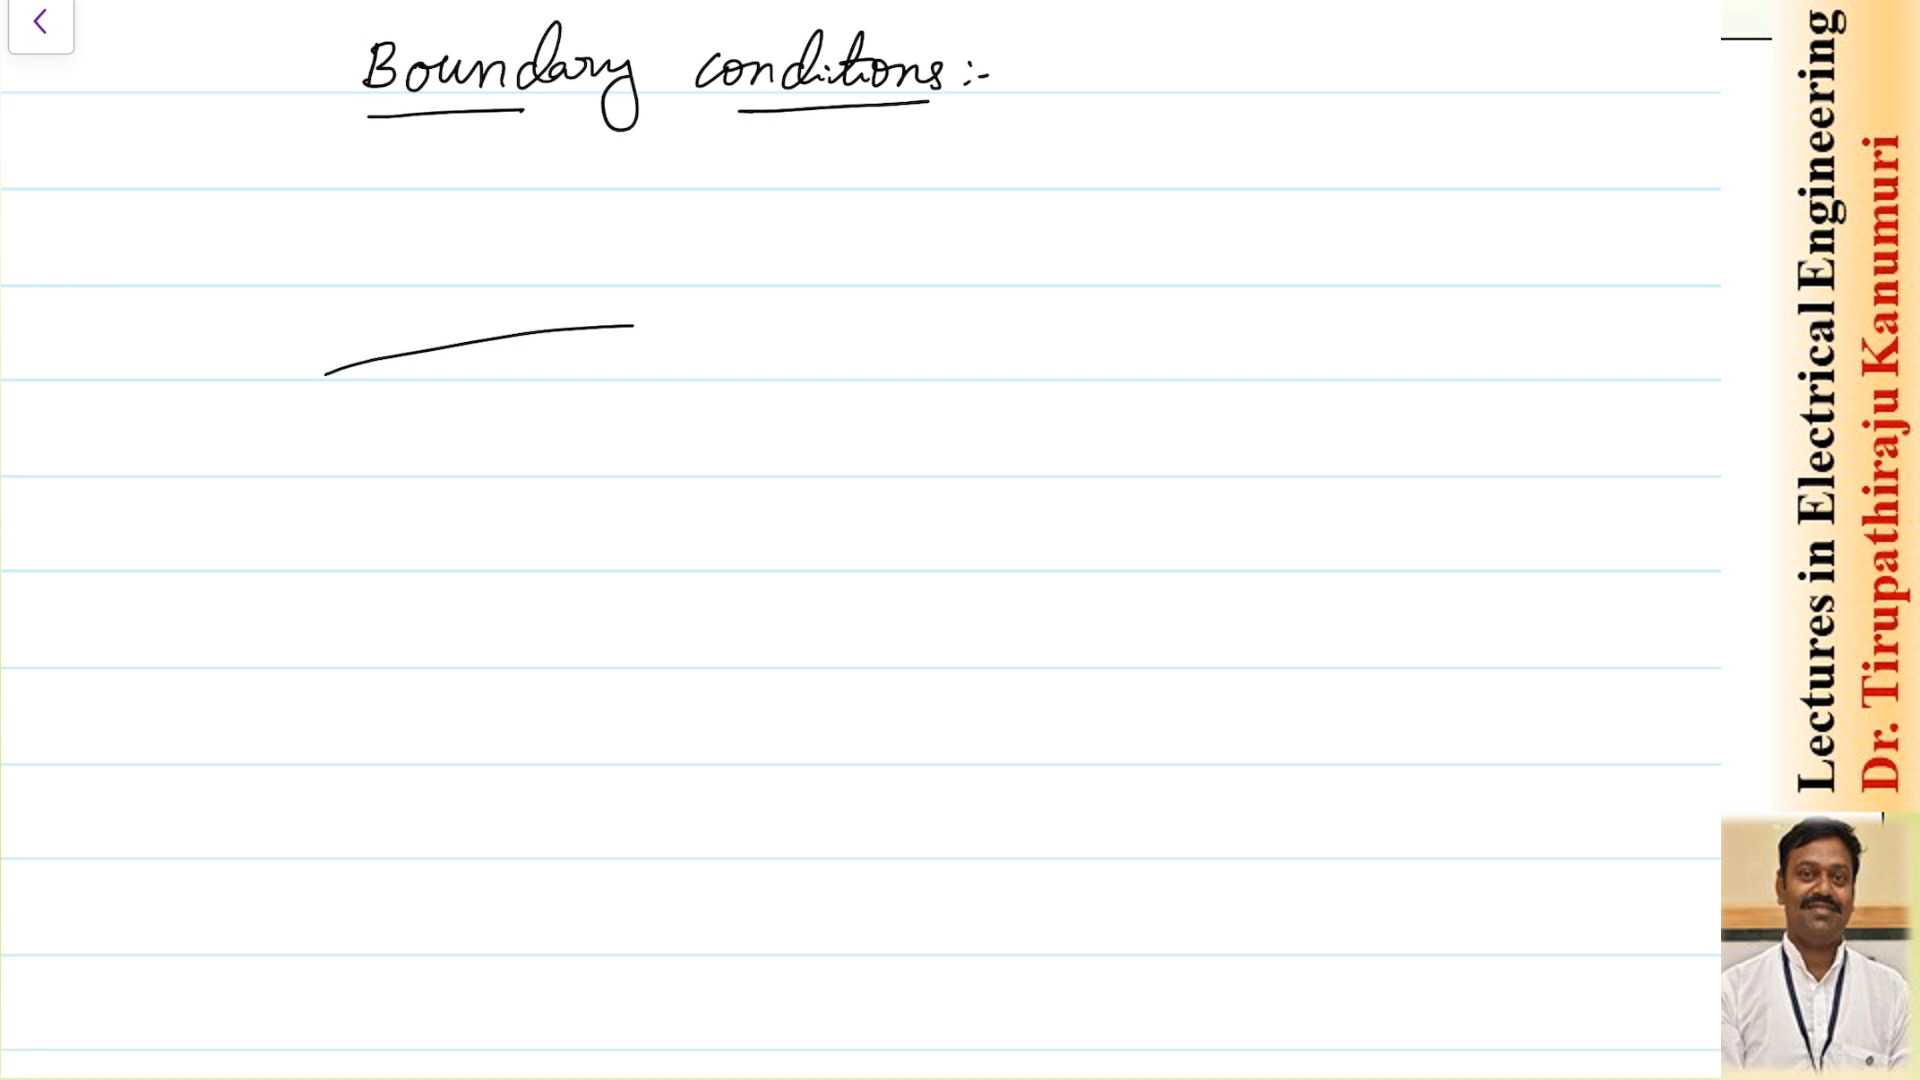 Boundary conditions :-
Lectures in Electrical Engineering
Dr. Tirupathiraju Kanumuri